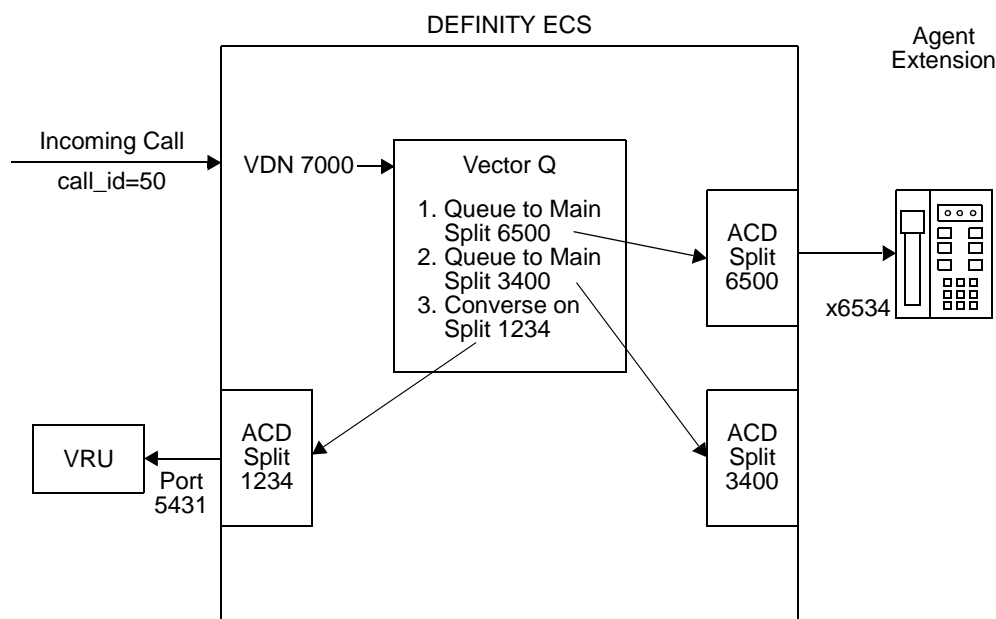 DEFINITY ECS
Agent
Extension
Incoming Call
call_id=50
VDN 7000
Vector Q
1. Queue to Main
Split 6500
2. Queue to Main
Split 3400
3. Converse on
Split 1234
ACD
Split
6500
x6534
VRU
Port
5431
ACD
Split
1234
ACD
Split
3400